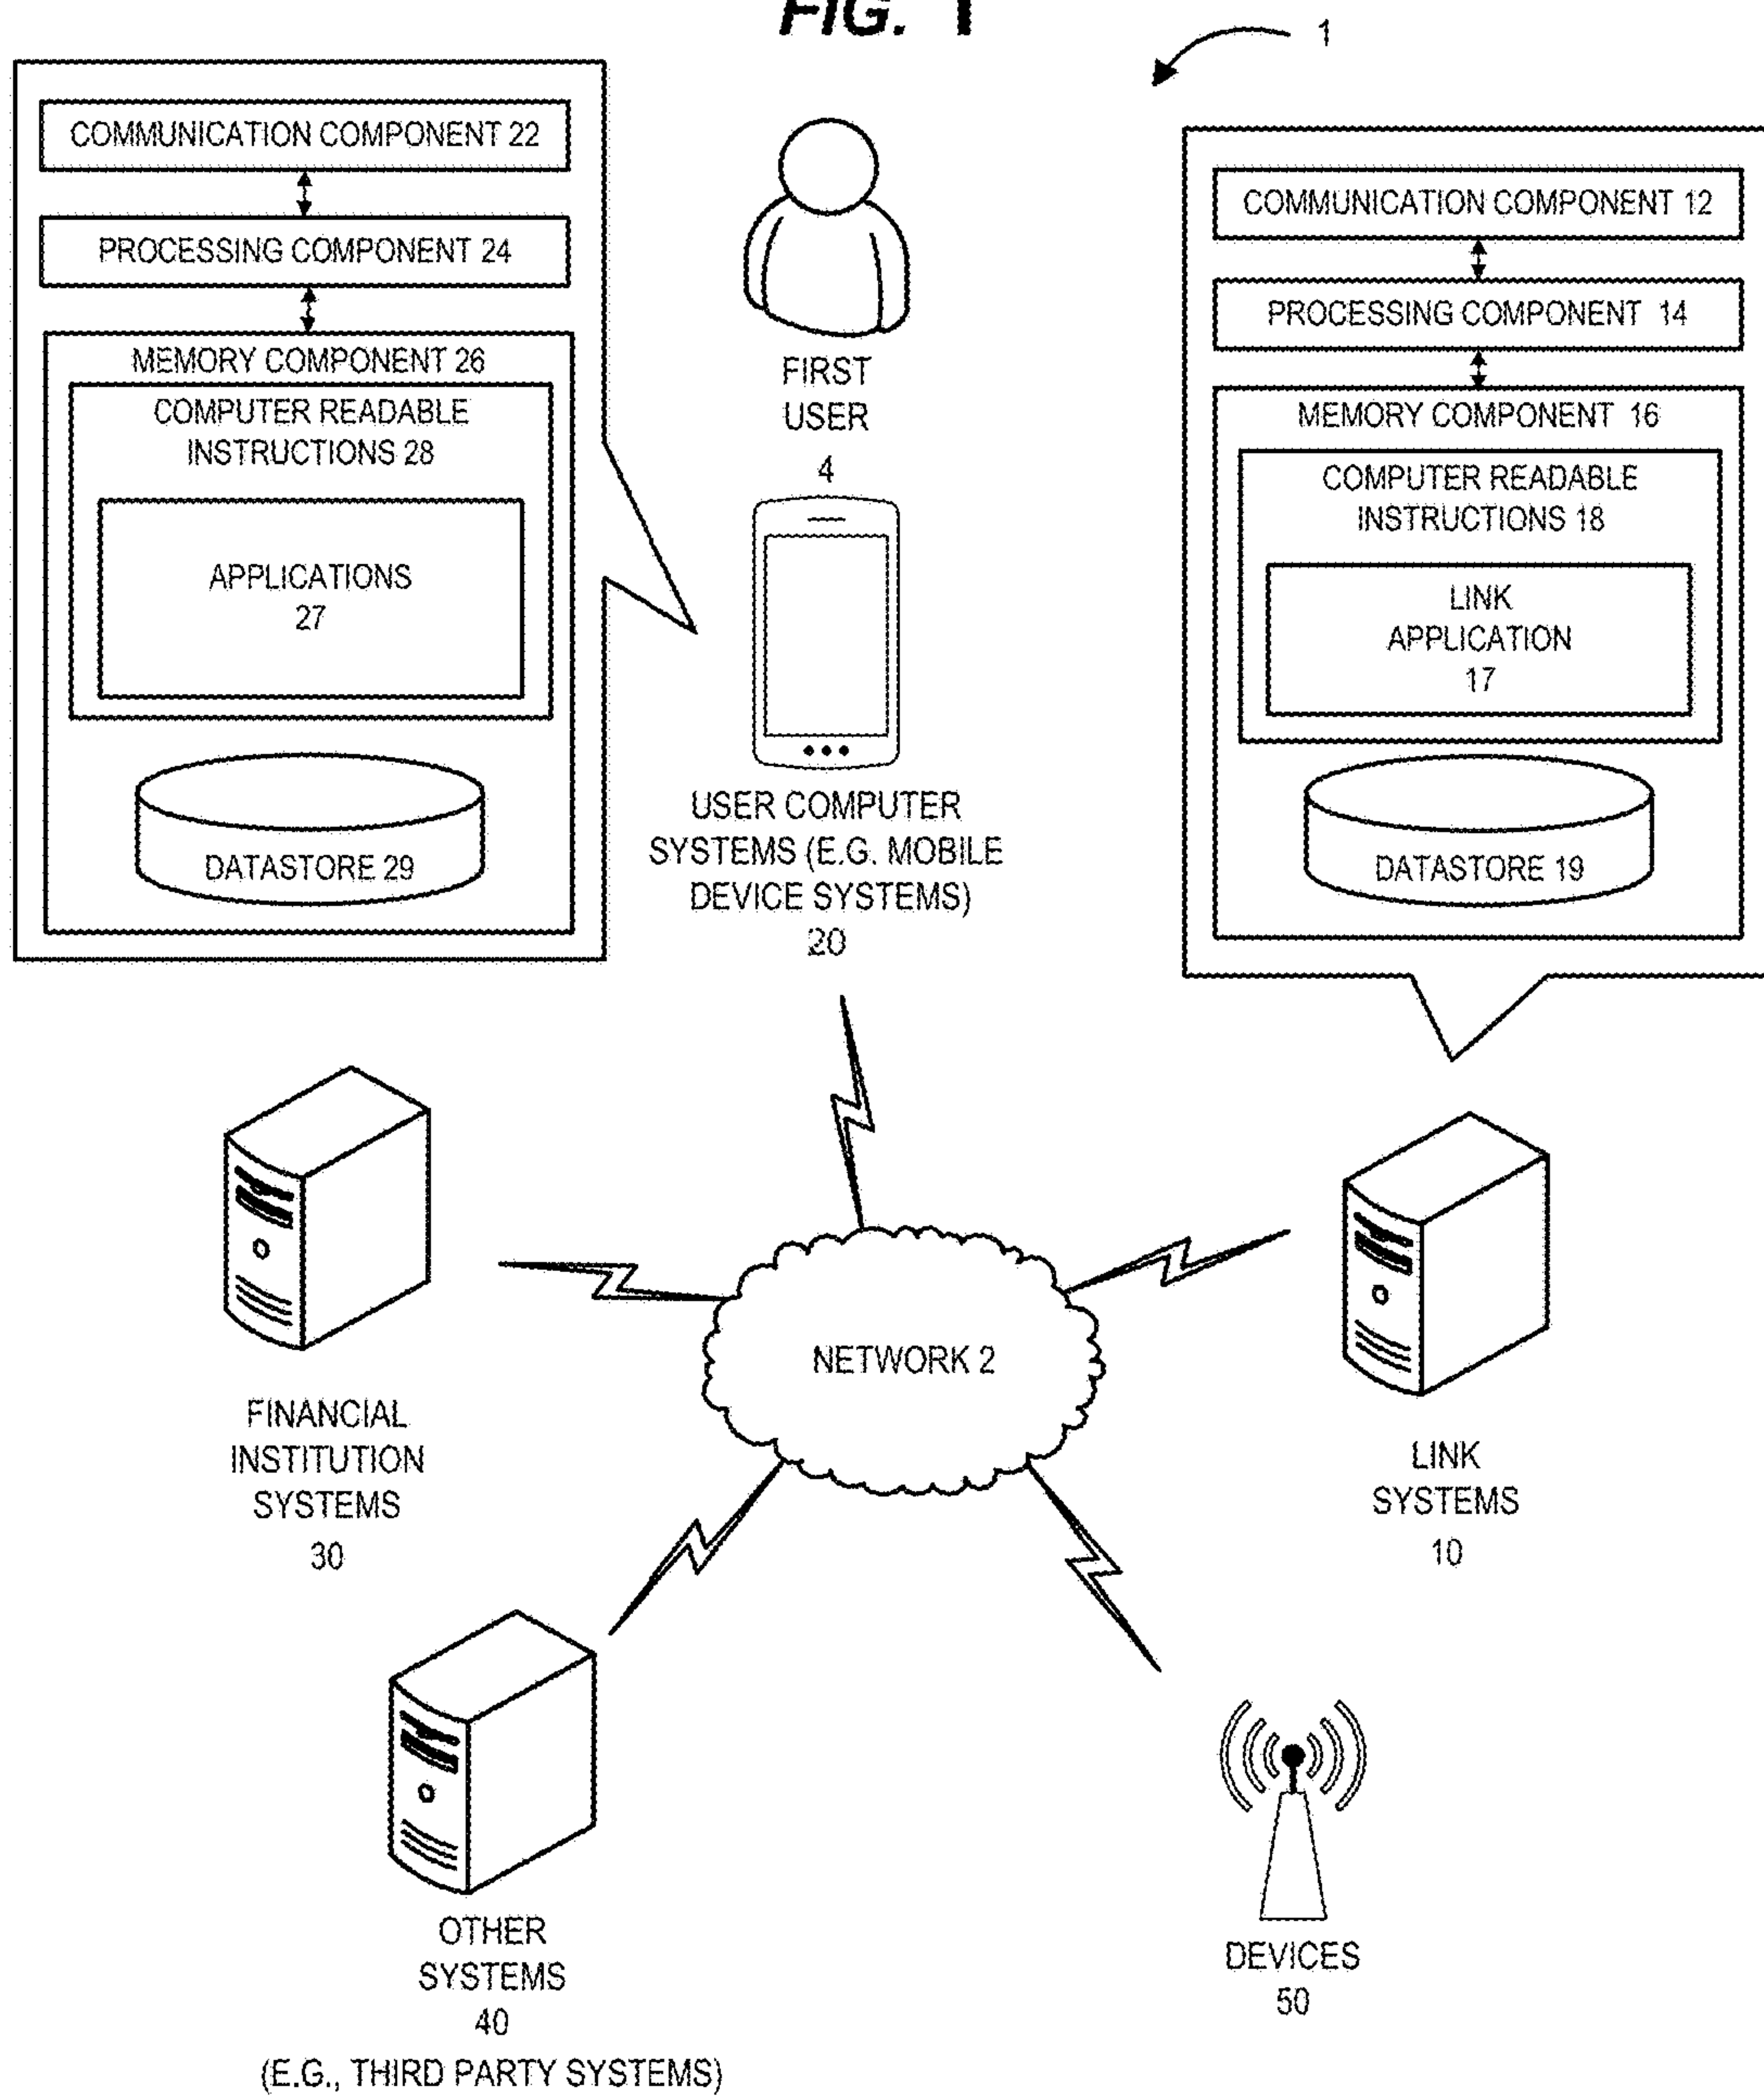 FIG. 1
1
COMMUNICATION COMPONENT 22
PROCESSING COMPONENT 24
MEMORY COMPONENT 26
COMPUTER READABLE
INSTRUCTIONS 28
APPLICATIONS
27
DATASTORE 29
FIRST
USER
4
USER COMPUTER
SYSTEMS (E.G. MOBILE
DEVICE SYSTEMS)
20
COMMUNICATION COMPONENT 12
PROCESSING COMPONENT 14
MEMORY COMPONENT 16
COMPUTER READABLE
INSTRUCTIONS 18
LINK
APPLICATION
17
DATASTORE 19
FINANCIAL
INSTITUTION
SYSTEMS
30
NETWORK 2
LINK
SYSTEMS
10
OTHER
SYSTEMS
40
(E.G., THIRD PARTY SYSTEMS)
DEVICES
50